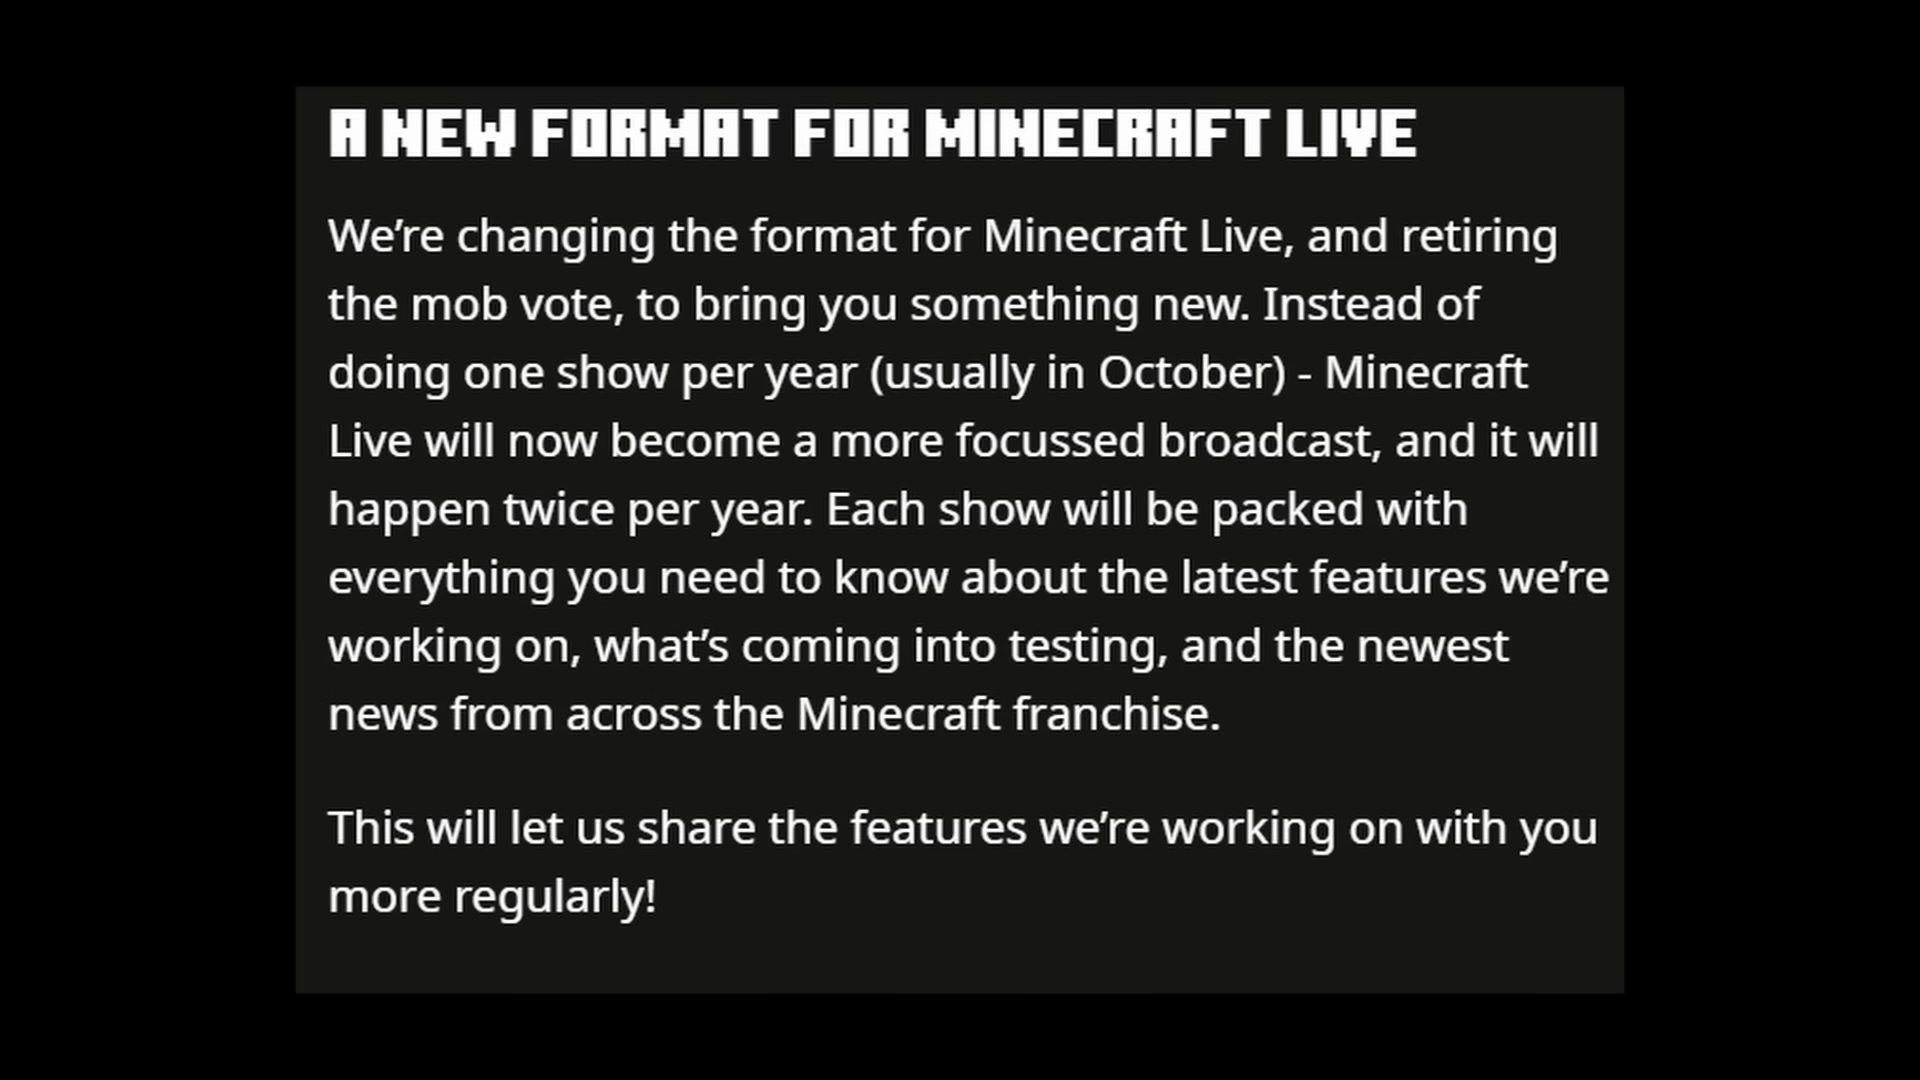 A NEW FORMAT FOR MINECRAFT LIVE
We’re changing the format for Minecraft Live, and retiring
the mob vote, to bring you something new. Instead of
doing one show per year (usually in October) - Minecraft
Live will now become a more focussed broadcast, and it will
happen twice per year. Each show will be packed with
everything you need to know about the latest features we’re
working on, what’s coming into testing, and the newest
news from across the Minecraft franchise.
This will let us share the features we’re working on with you
more regularly!